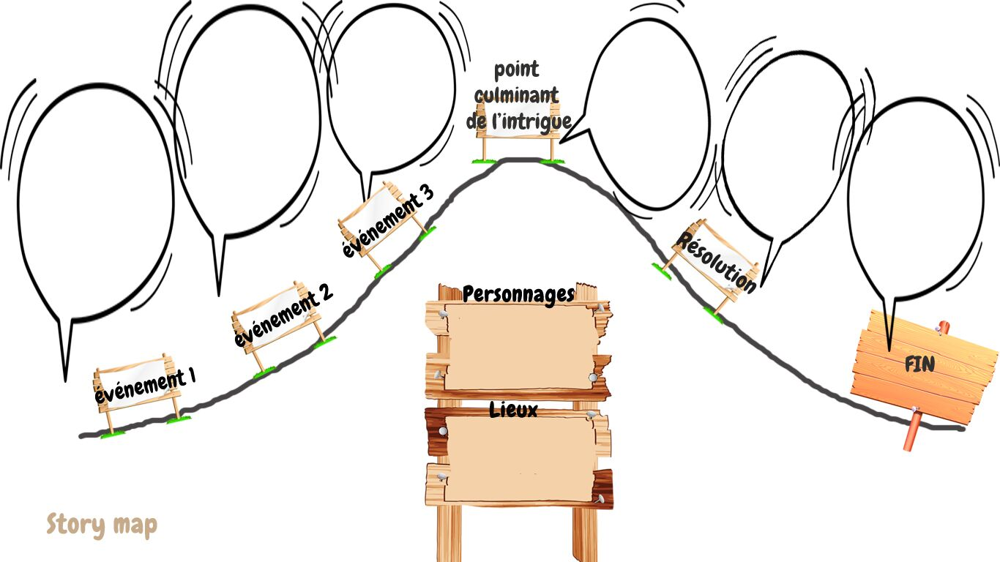 point
culminant
de l'intrigue
événement 3
événement 2
événement 1
Résolution
FIN
Personnages
Lieux
Story map